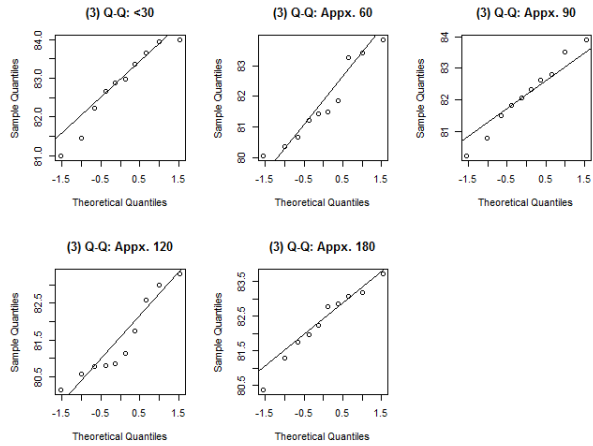 (3) Q-Q: <30
(3) Q-Q: Appx. 60
(3) Q-Q: Appx. 90
Sample Quantiles
81.0 82.0 83.0 84.0
-1.5 -0.5 0.5 1.5
Theoretical Quantiles
Sample Quantiles
80 81 82 83
-1.5 -0.5 0.5 1.5
Theoretical Quantiles
Sample Quantiles
81 82 83 84
-1.5 -0.5 0.5 1.5
Theoretical Quantiles
(3) Q-Q: Appx. 120
(3) Q-Q: Appx. 180
Sample Quantiles
80.5 81.5 82.5
-1.5 -0.5 0.5 1.5
Theoretical Quantiles
Sample Quantiles
80.5 81.5 82.5 83.5
-1.5 -0.5 0.5 1.5
Theoretical Quantiles